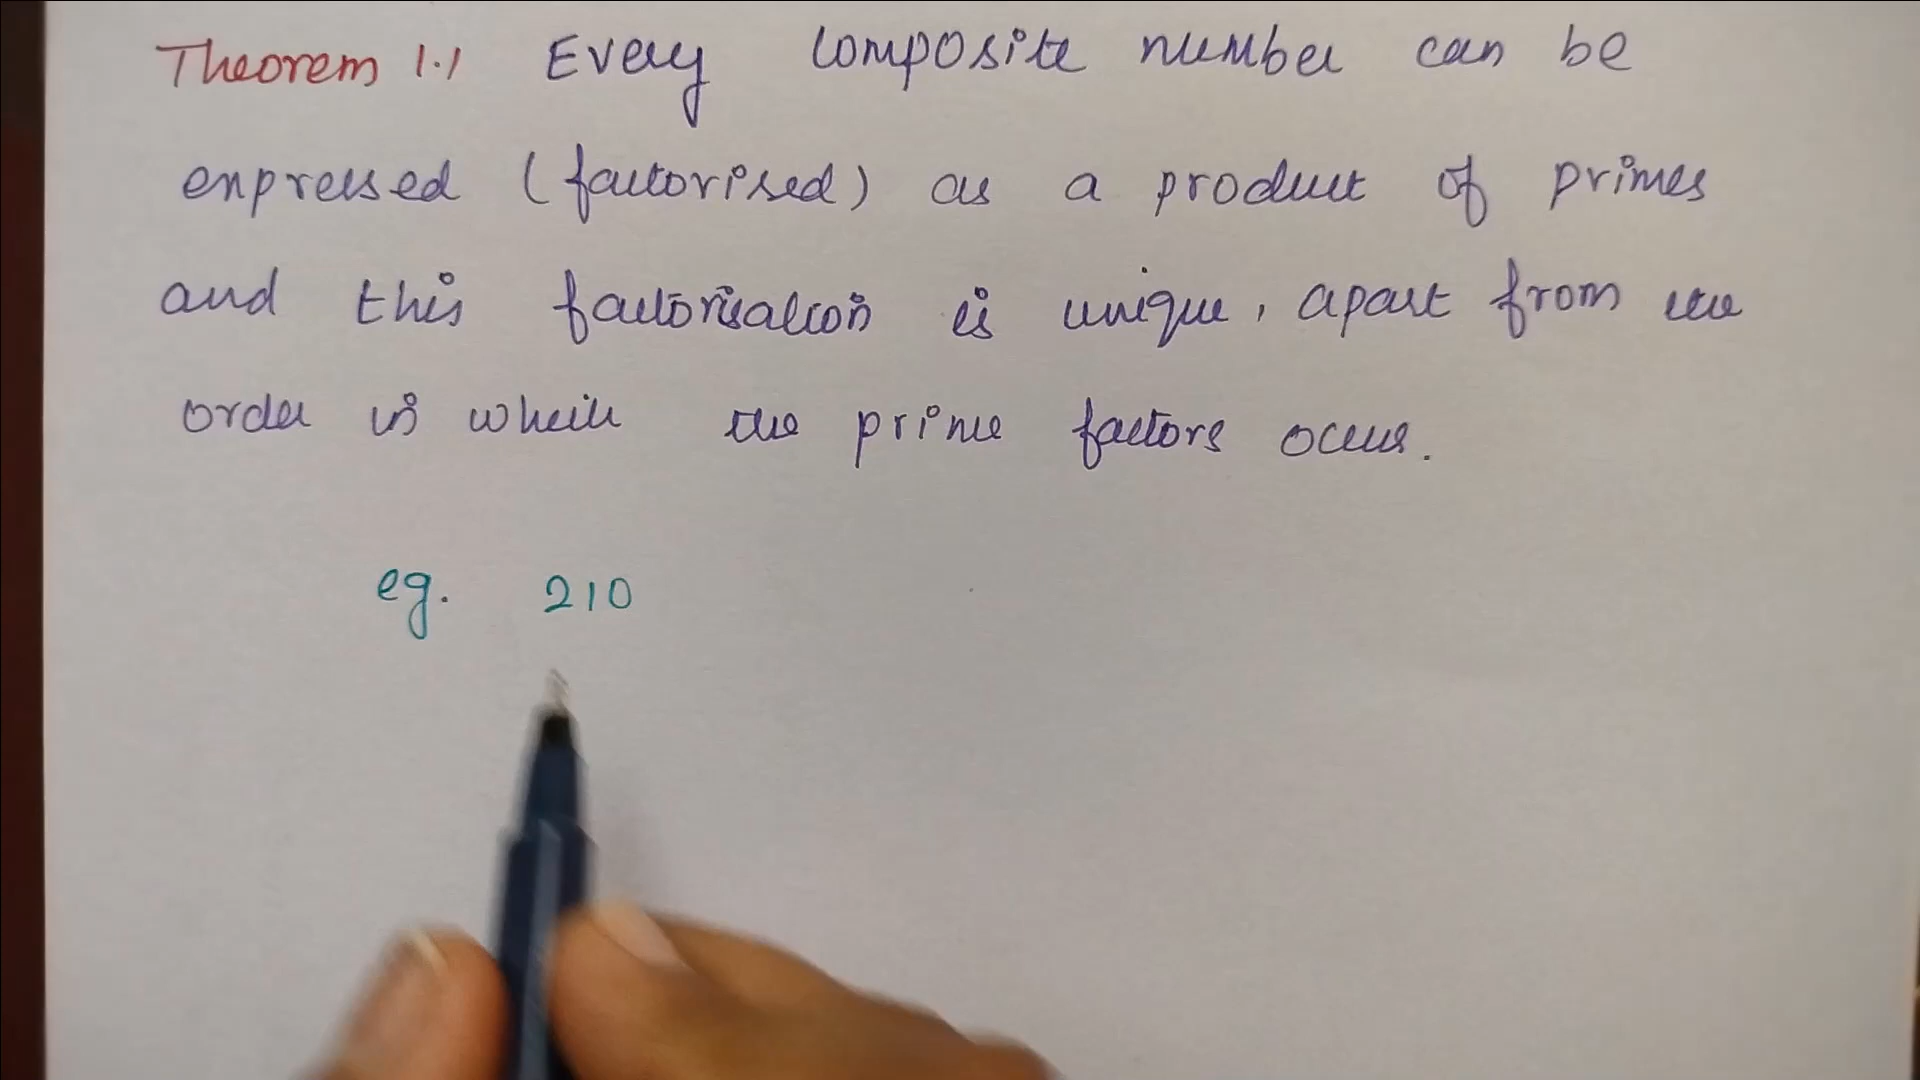 Theorem 1.1 Every composite number can be
expressed (factorised) as a product of primes
and this factorisation is unique, apart from the
order in which the prime factors occur.
eg. 210